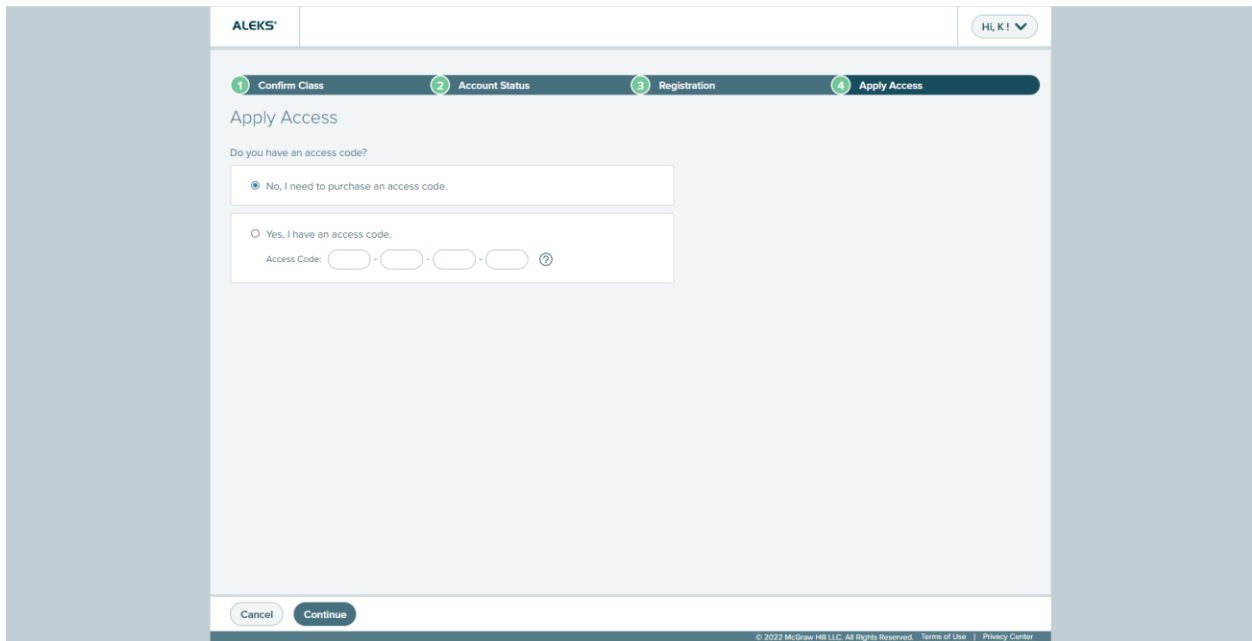 ALEKS®
Hi, K !
1 Confirm Class 2 Account Status 3 Registration 4 Apply Access
Apply Access
Do you have an access code?
No, I need to purchase an access code.
Yes, I have an access code.
Access Code: - - - ?
Cancel Continue
© 2022 McGraw Hill LLC. All Rights Reserved. Terms of Use | Privacy Center